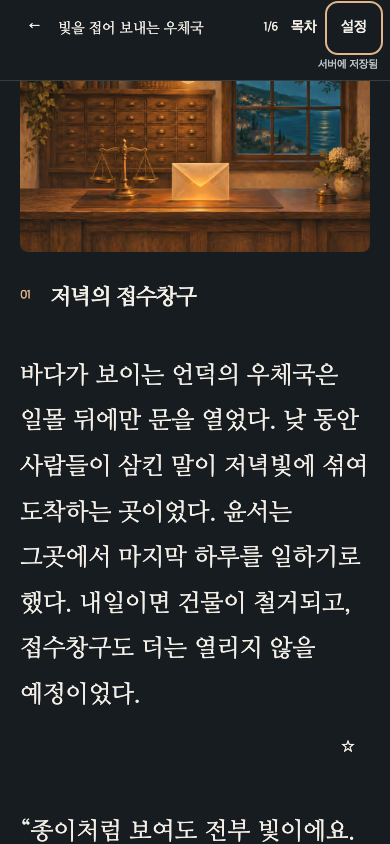 ← 빛을 접어 보내는 우체국 1/6 목차 설정
서버에 저장됨
01 저녁의 접수창구
바다가 보이는 언덕의 우체국은
일몰 뒤에만 문을 열었다. 낮 동안
사람들이 삼킨 말이 저녁빛에 섞여
도착하는 곳이었다. 윤서는
그곳에서 마지막 하루를 일하기로
했다. 내일이면 건물이 철거되고,
접수창구도 더는 열리지 않을
예정이었다.
☆
“종이처럼 보여도 전부 빛이에요.